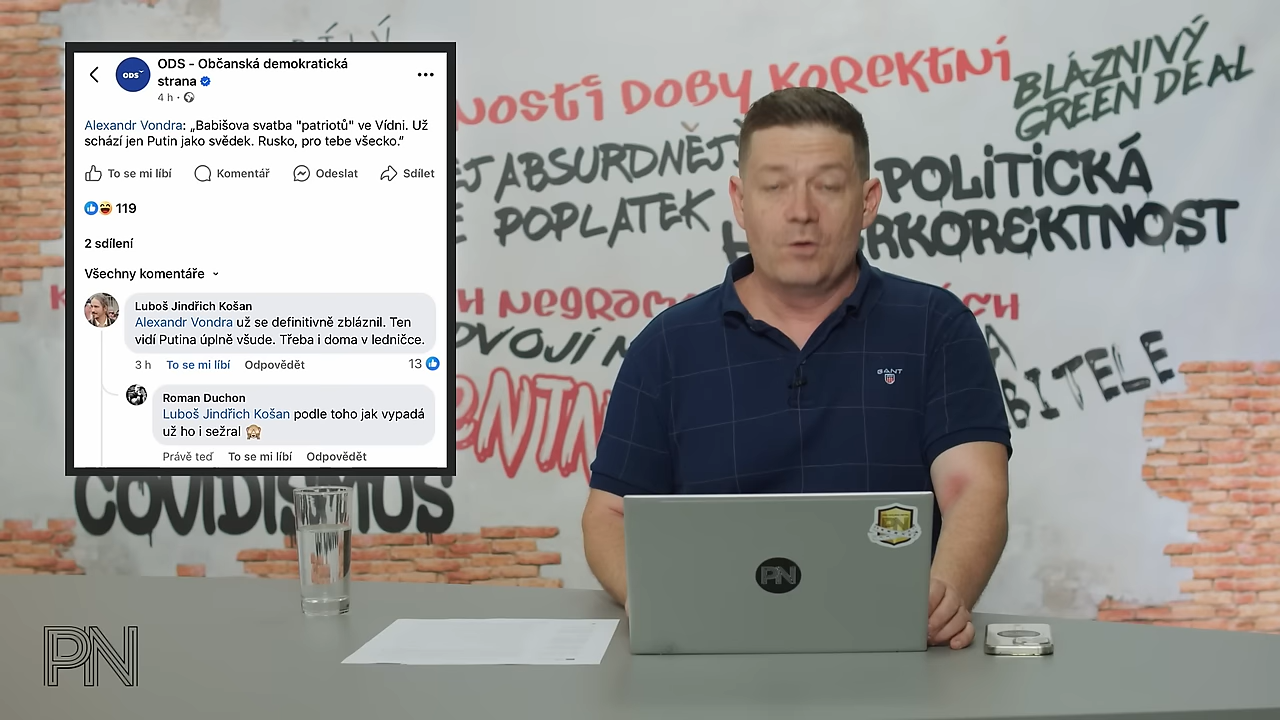 ODS - Občanská demokratická
strana
4 h ·
Alexandr Vondra: „Babišova svatba "patriotů" ve Vídni. Už
schází jen Putin jako svědek. Rusko, pro tebe všecko.“
To se mi líbí Komentář Odeslat Sdílet
119
2 sdílení
Všechny komentáře
Luboš Jindřich Košan
Alexandr Vondra už se definitivně zbláznil. Ten
vidí Putina úplně všude. Třeba i doma v ledničce.
3 h To se mi líbí Odpovědět 13
Roman Duchon
Luboš Jindřich Košan podle toho jak vypadá
už ho i sežral 🙈
Právě teď To se mi líbí Odpovědět
NOSTI DOBY KOREKTNÍ
BLÁZNIVÝ
GREEN DEAL
ABSURDNĚJŠ
POPLATEK
POLITICKÁ
RKOREKTNOST
COVIDISMUS
GANT
PN
PN